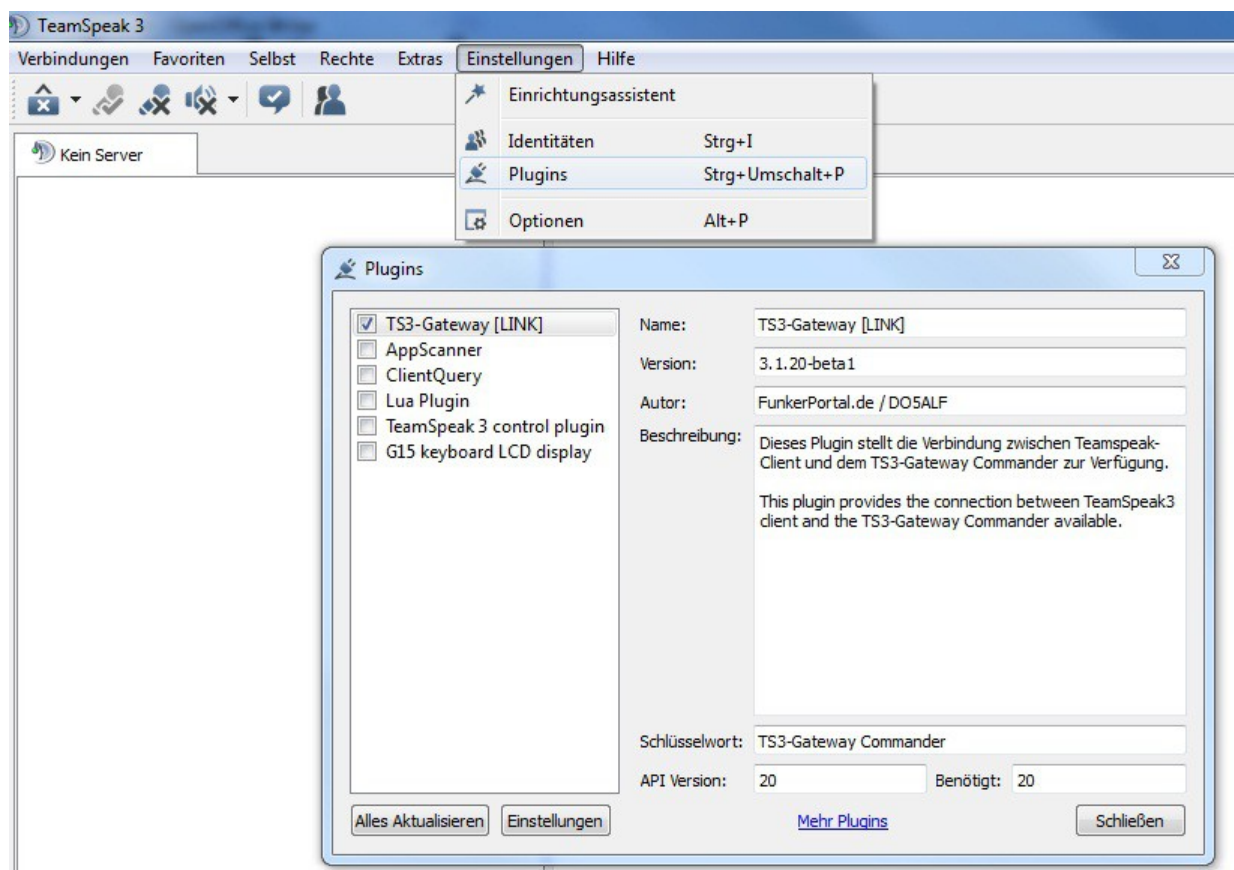 TeamSpeak 3
Verbindungen Favoriten Selbst Rechte Extras Einstellungen Hilfe
Einrichtungsassistent
Identitäten Strg+I
Plugins Strg+Umschalt+P
Optionen Alt+P
Kein Server
Plugins
TS3-Gateway [LINK]
AppScanner
ClientQuery
Lua Plugin
TeamSpeak 3 control plugin
G15 keyboard LCD display
Name: TS3-Gateway [LINK]
Version: 3.1.20-beta1
Autor: FunkerPortal.de / DO5ALF
Beschreibung: Dieses Plugin stellt die Verbindung zwischen Teamspeak-
Client und dem TS3-Gateway Commander zur Verfügung.
This plugin provides the connection between TeamSpeak3
client and the TS3-Gateway Commander available.
Schlüsselwort: TS3-Gateway Commander
API Version: 20 Benötigt: 20
Alles Aktualisieren Einstellungen Mehr Plugins Schließen